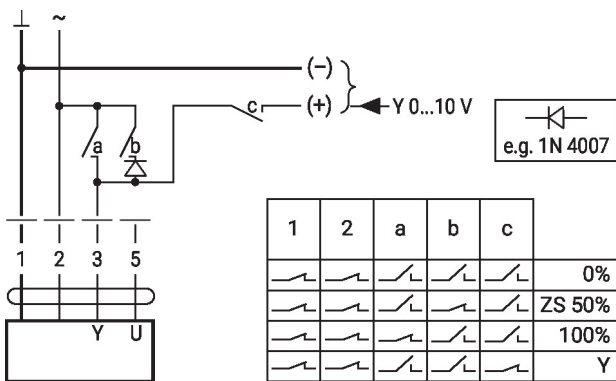 ⊥ ~
(–)
c (+) Y 0...10 V
a b
e.g. 1N 4007
1 2 3 5
Y U
1 2 a b c
0%
ZS 50%
100%
Y